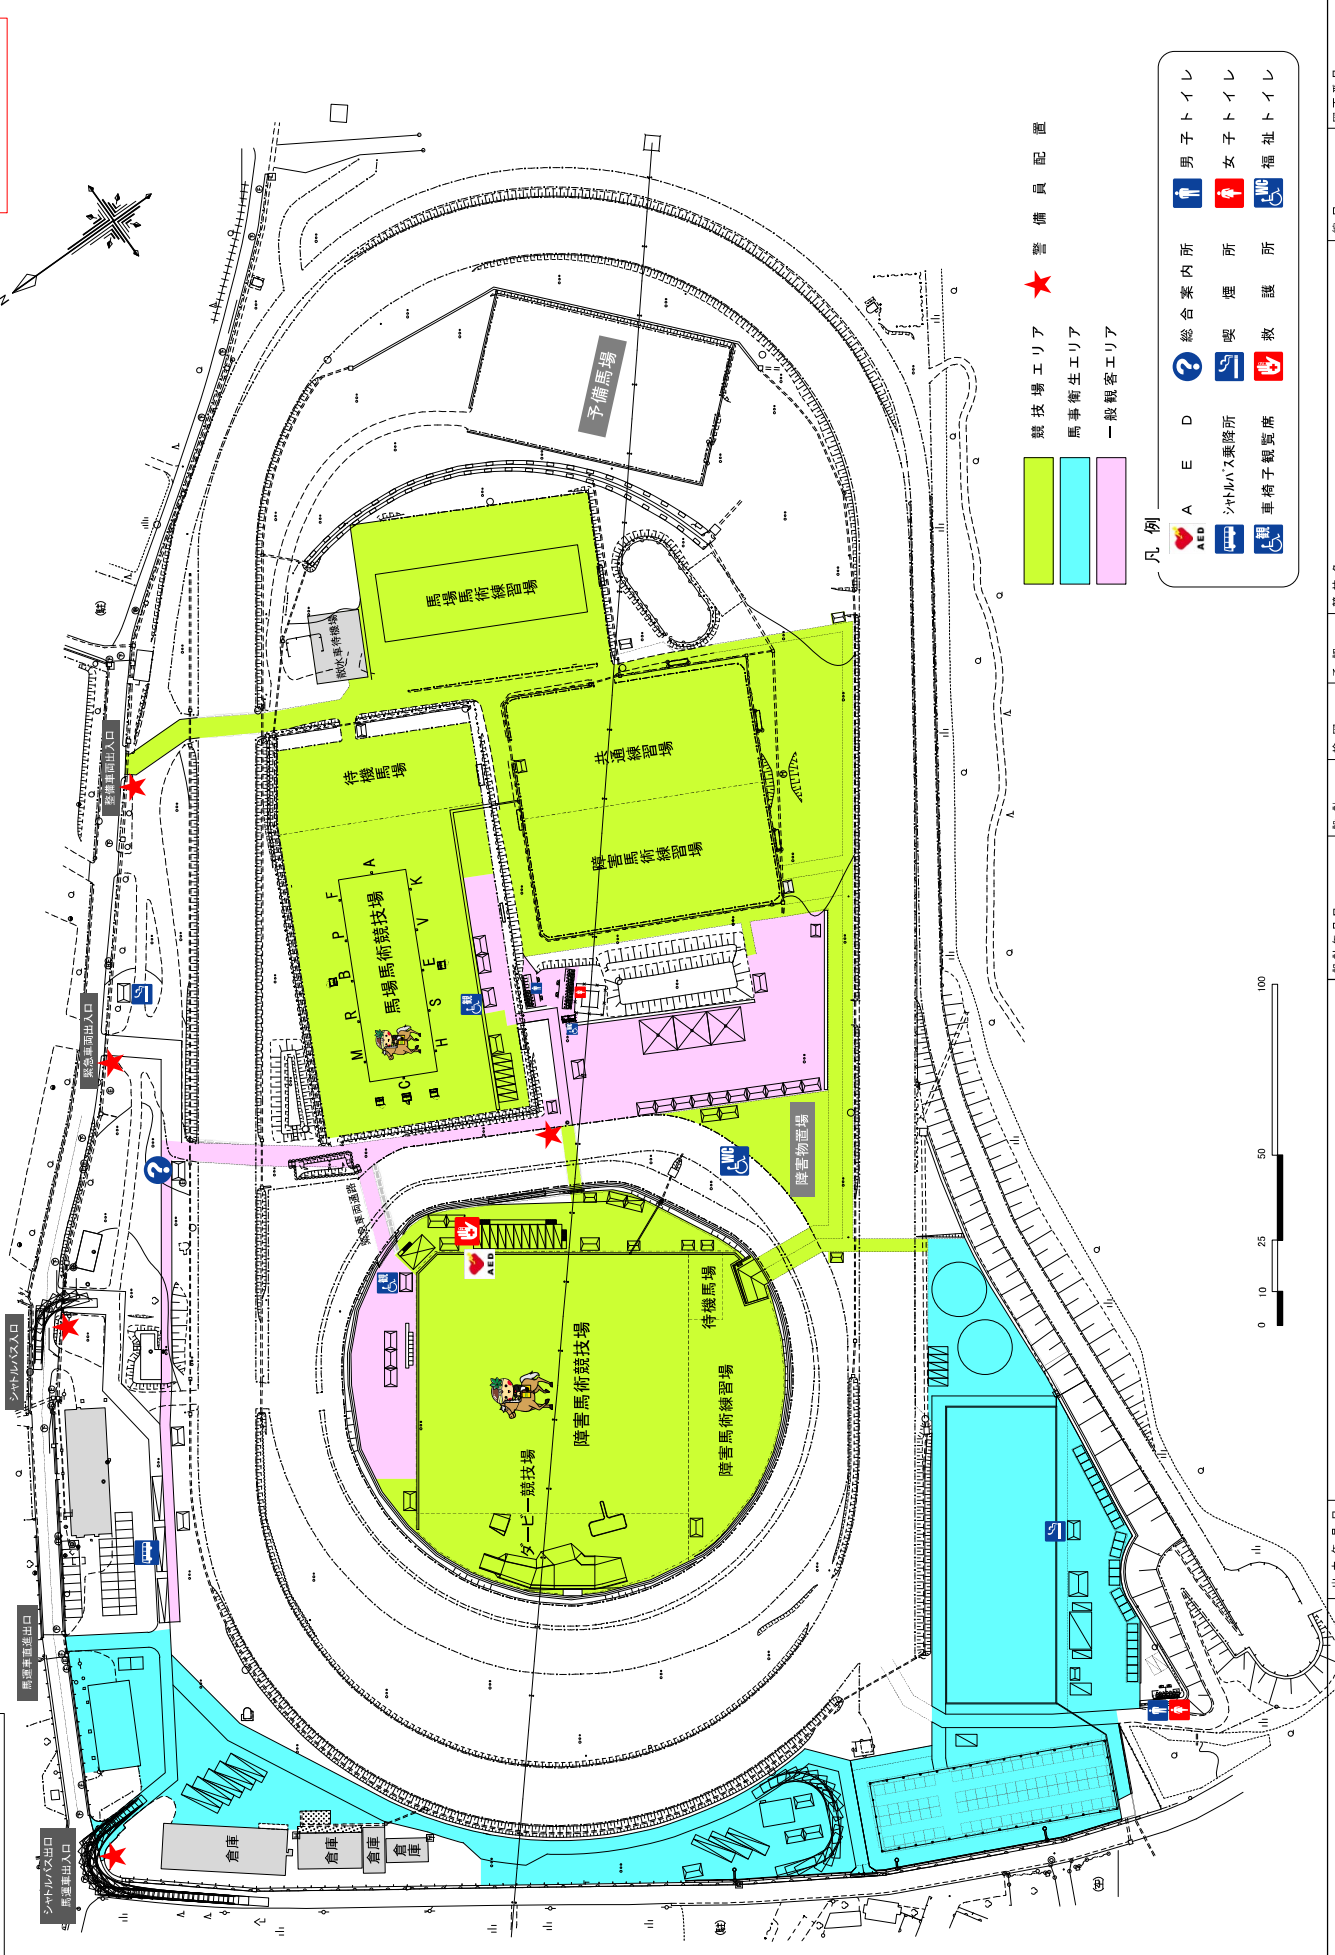 整備車両出入口
緊急車両出入口
シャトルバス入口
馬運車直進出口
シャトルバス出口
馬運車出入口
予備馬場
馬場馬術練習場
散水車待機場
待機馬場
共通練習場
障害馬術練習場
馬場馬術競技場
A
F
P
B
R
M
C
H
S
E
V
K
障害物置場
緊急車両通路
待機馬場
障害馬術競技場
障害馬術練習場
ダービー競技場
倉庫
倉庫
倉庫
倉庫
観
観
WC
AED
N
警備員配置
競技場エリア
馬事衛生エリア
一般観客エリア
凡例
AED
AED
総合案内所
男子トイレ
シャトルバス乗降所
喫煙所
女子トイレ
観
車椅子観覧席
救護所
WC
福祉トイレ
0
10
25
50
100